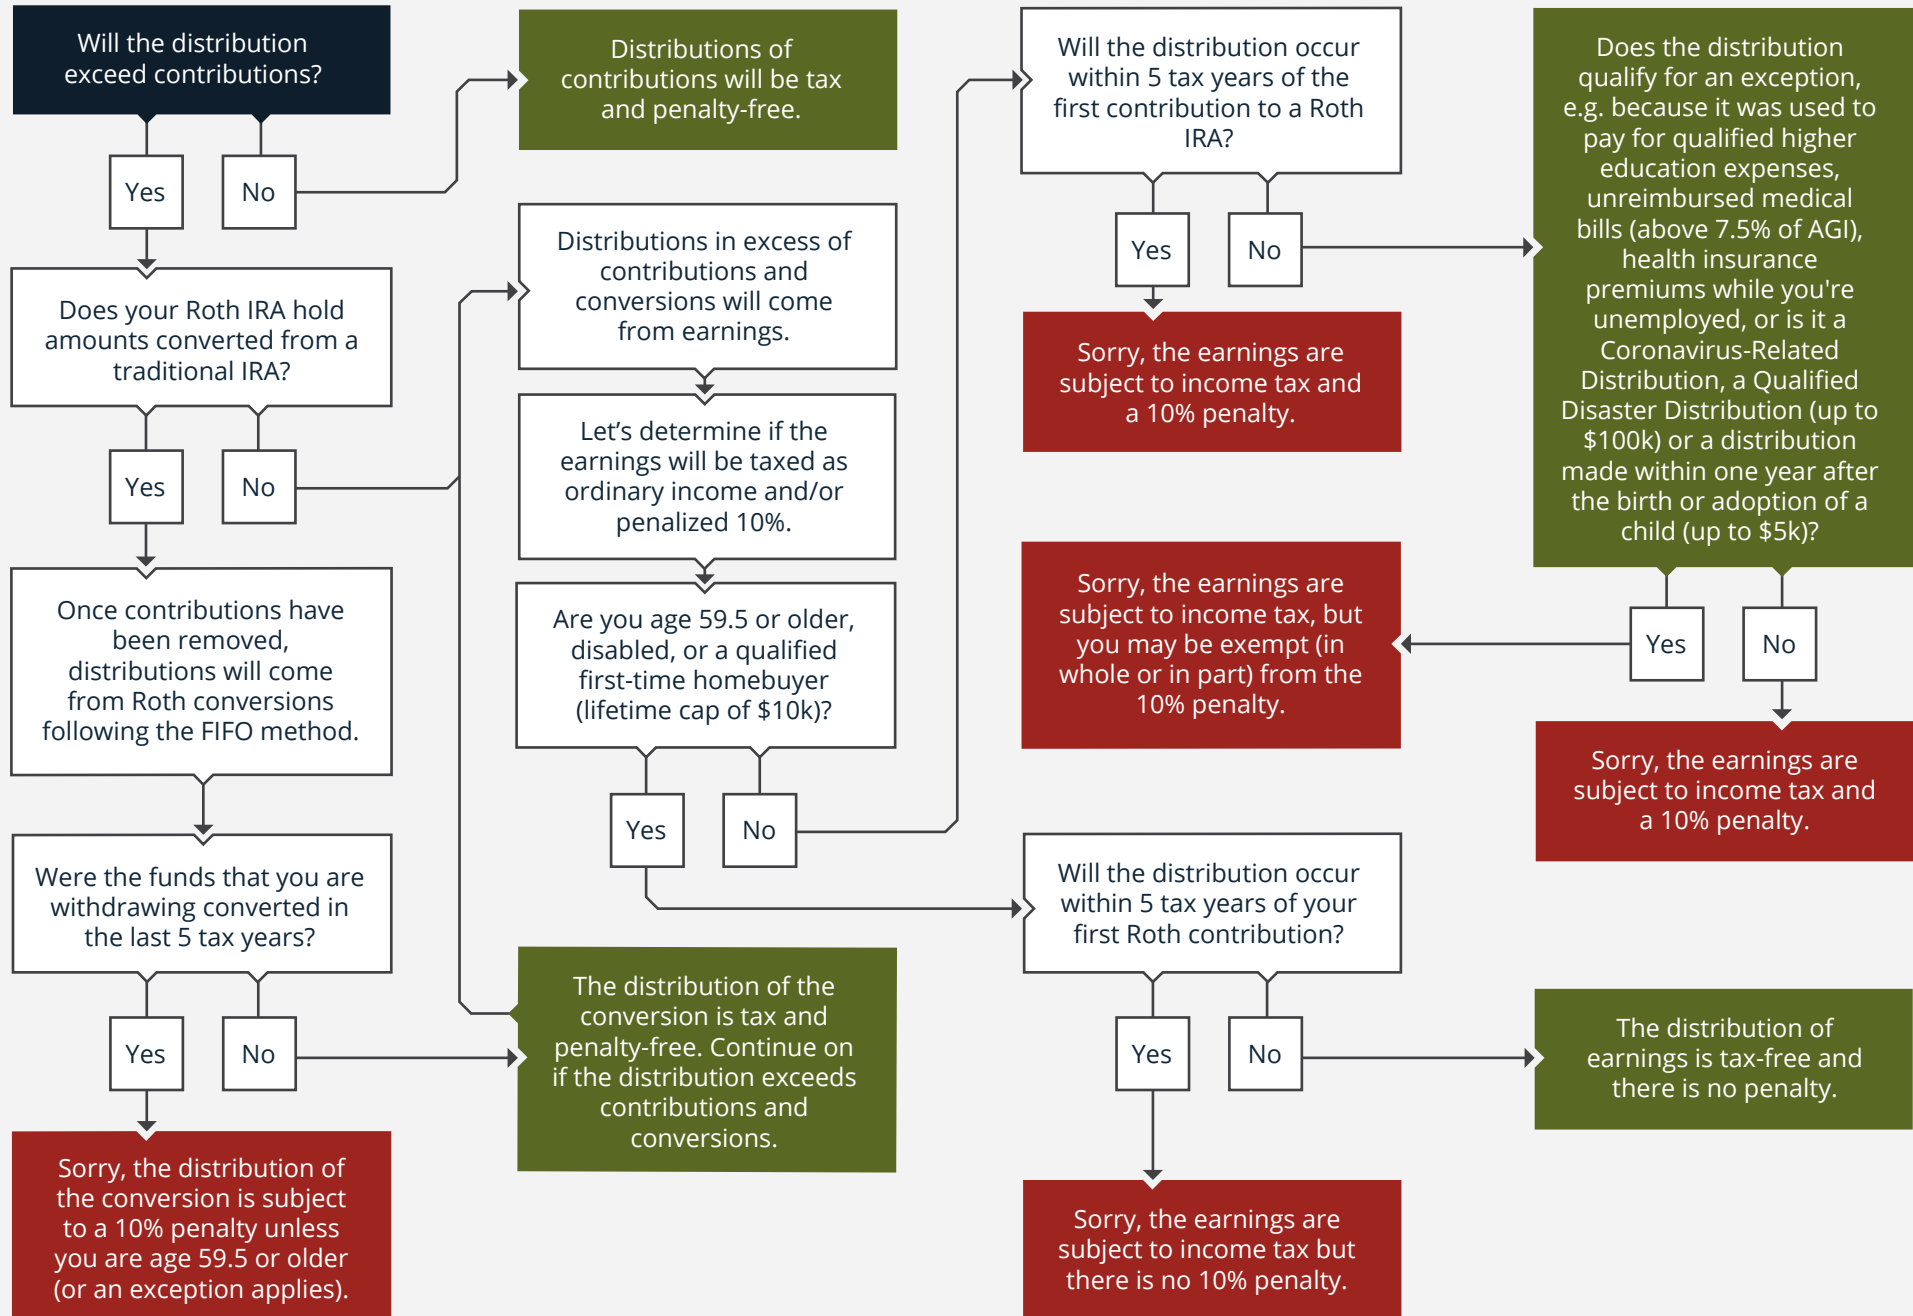 Will the distribution
exceed contributions?
Yes
No
Distributions of
contributions will be tax
and penalty-free.
Does your Roth IRA hold
amounts converted from a
traditional IRA?
Yes
No
Once contributions have
been removed,
distributions will come
from Roth conversions
following the FIFO method.
Were the funds that you are
withdrawing converted in
the last 5 tax years?
Yes
No
Sorry, the distribution of
the conversion is subject
to a 10% penalty unless
you are age 59.5 or older
(or an exception applies).
The distribution of the
conversion is tax and
penalty-free. Continue on
if the distribution exceeds
contributions and
conversions.
Distributions in excess of
contributions and
conversions will come
from earnings.
Let’s determine if the
earnings will be taxed as
ordinary income and/or
penalized 10%.
Are you age 59.5 or older,
disabled, or a qualified
first-time homebuyer
(lifetime cap of $10k)?
Yes
No
Will the distribution occur
within 5 tax years of the
first contribution to a Roth
IRA?
Yes
No
Sorry, the earnings are
subject to income tax and
a 10% penalty.
Does the distribution
qualify for an exception,
e.g. because it was used to
pay for qualified higher
education expenses,
unreimbursed medical
bills (above 7.5% of AGI),
health insurance
premiums while you're
unemployed, or is it a
Coronavirus-Related
Distribution, a Qualified
Disaster Distribution (up to
$100k) or a distribution
made within one year after
the birth or adoption of a
child (up to $5k)?
Yes
No
Sorry, the earnings are
subject to income tax, but
you may be exempt (in
whole or in part) from the
10% penalty.
Sorry, the earnings are
subject to income tax and
a 10% penalty.
Will the distribution occur
within 5 tax years of your
first Roth contribution?
Yes
No
Sorry, the earnings are
subject to income tax but
there is no 10% penalty.
The distribution of
earnings is tax-free and
there is no penalty.